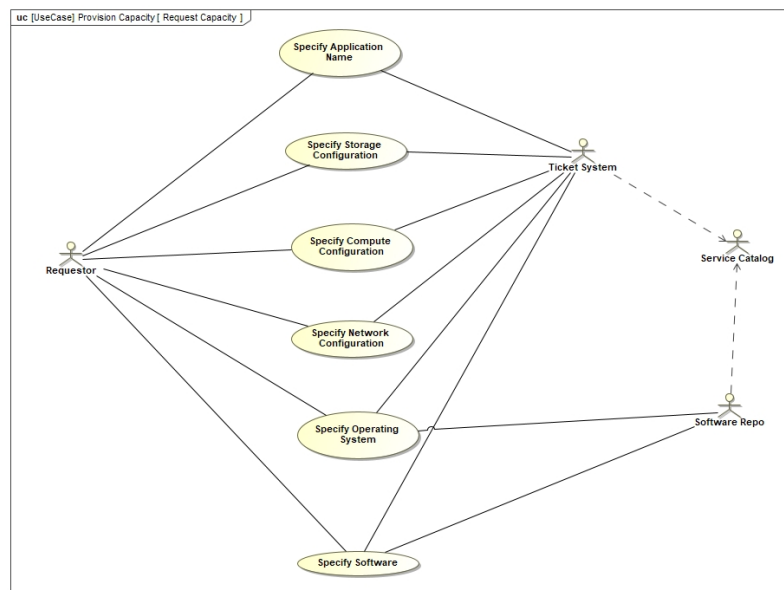 uc [UseCase] Provision Capacity [ Request Capacity ]
Specify Application
Name
Specify Storage
Configuration
Ticket System
Specify Compute
Configuration
Requestor
Service Catalog
Specify Network
Configuration
Specify Operating
System
Software Repo
Specify Software